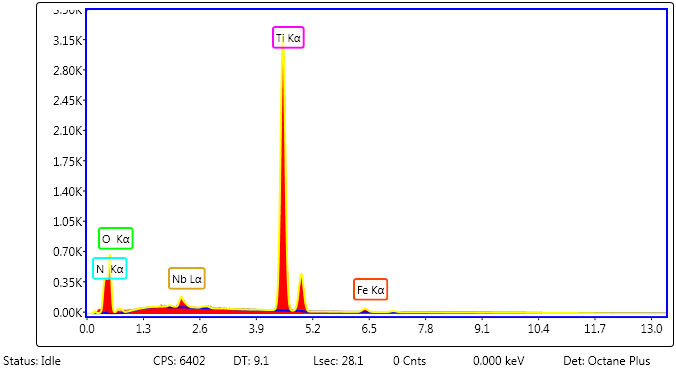 3.50K
3.15K
Ti Kα
2.80K
2.45K
2.10K
1.75K
1.40K
1.05K
O Kα
0.70K
N Kα
Nb Lα
0.35K
Fe Kα
0.00K
0.0 1.3 2.6 3.9 5.2 6.5 7.8 9.1 10.4 11.7 13.0
Status: Idle CPS: 6402 DT: 9.1 Lsec: 28.1 0 Cnts 0.000 keV Det: Octane Plus